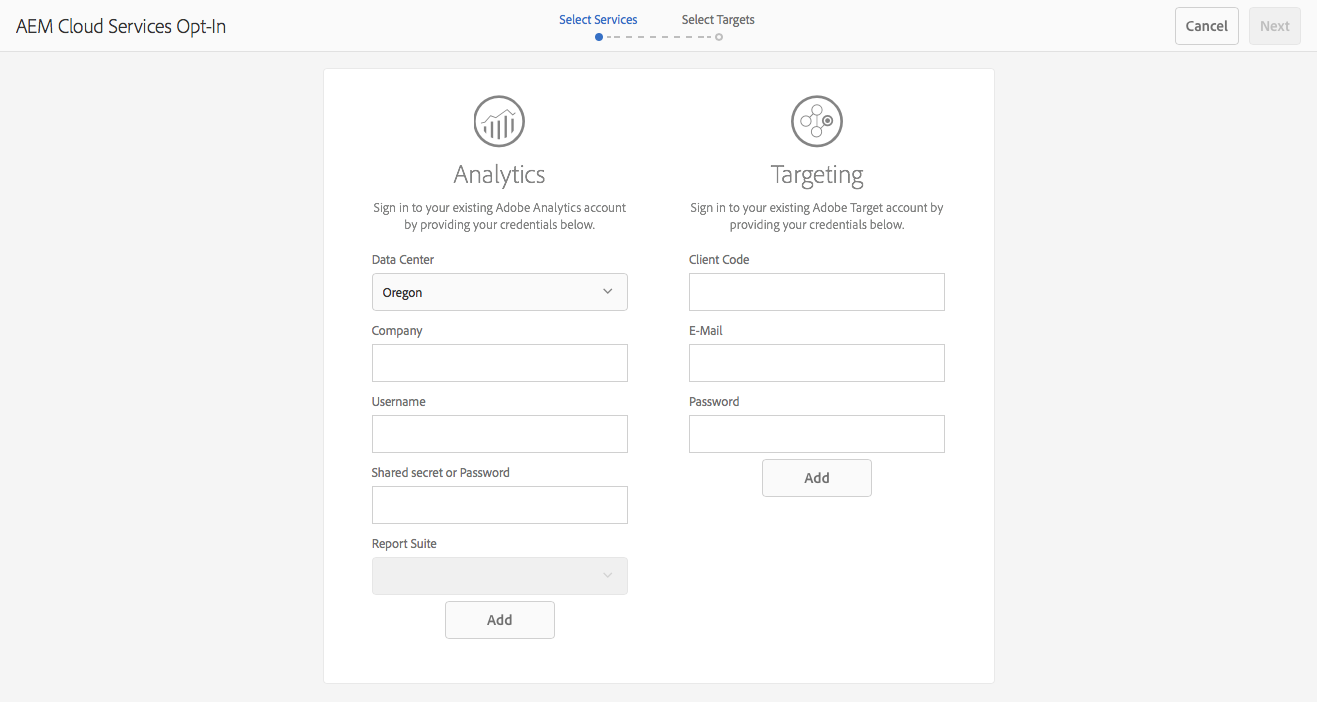 AEM Cloud Services Opt-In
Select Services
Select Targets
Cancel
Next
Analytics
Sign in to your existing Adobe Analytics account
by providing your credentials below.
Data Center
Oregon
Company
Username
Shared secret or Password
Report Suite
Add
Targeting
Sign in to your existing Adobe Target account by
providing your credentials below.
Client Code
E-Mail
Password
Add